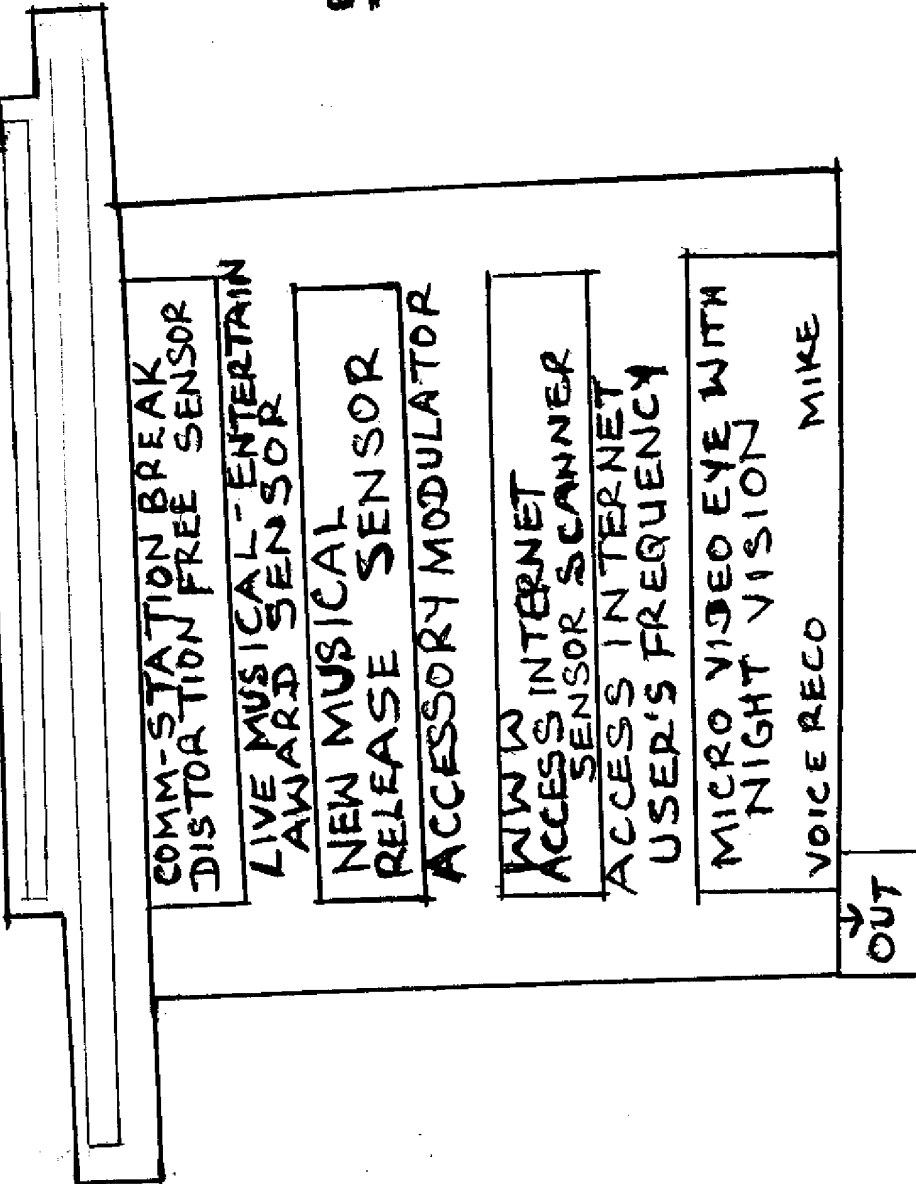 COMM-STATION BREAK
DISTORTION FREE SENSOR
LIVE MUSICAL-ENTERTAIN
AWARD SENSOR
NEW MUSICAL
RELEASE SENSOR
ACCESSORY MODULATOR
WWW
ACCESS INTERNET
SENSOR SCANNER
ACCESS INTERNET
USER'S FREQUENCY
MICRO VIDEO EYE WITH
NIGHT VISION
VOICE RECO MIKE
OUT